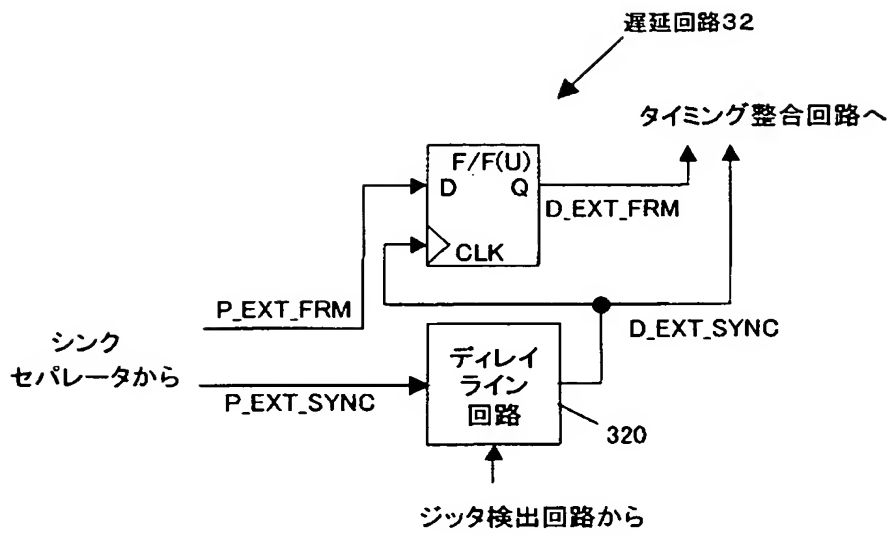 遅延回路32
タイミング整合回路へ
F/F(U)
D Q
D_EXT_FRM
CLK
P_EXT_FRM
D_EXT_SYNC
シンク
セパレータから
ディレイ
ライン
回路
P_EXT_SYNC
320
ジッタ検出回路から